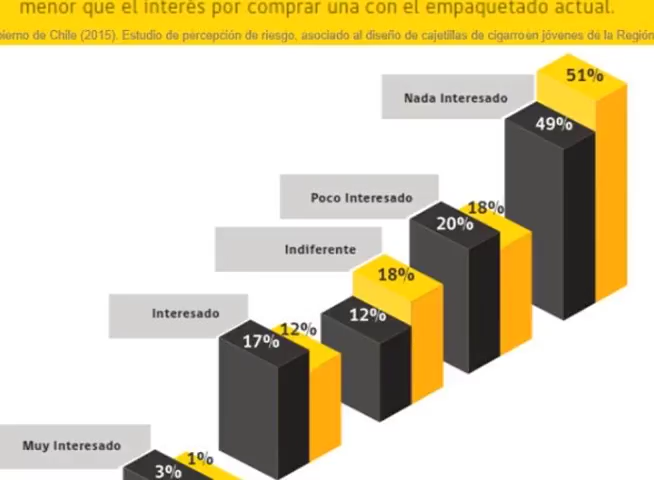 menor que el interés por comprar una con el empaquetado actual.
bierno de Chile (2015). Estudio de percepción de riesgo, asociado al diseño de cajetillas de cigarro en jóvenes de la Región
51%
Nada Interesado
49%
Poco Interesado
18%
20%
Indiferente
18%
12%
Interesado
12%
17%
Muy Interesado
1%
3%